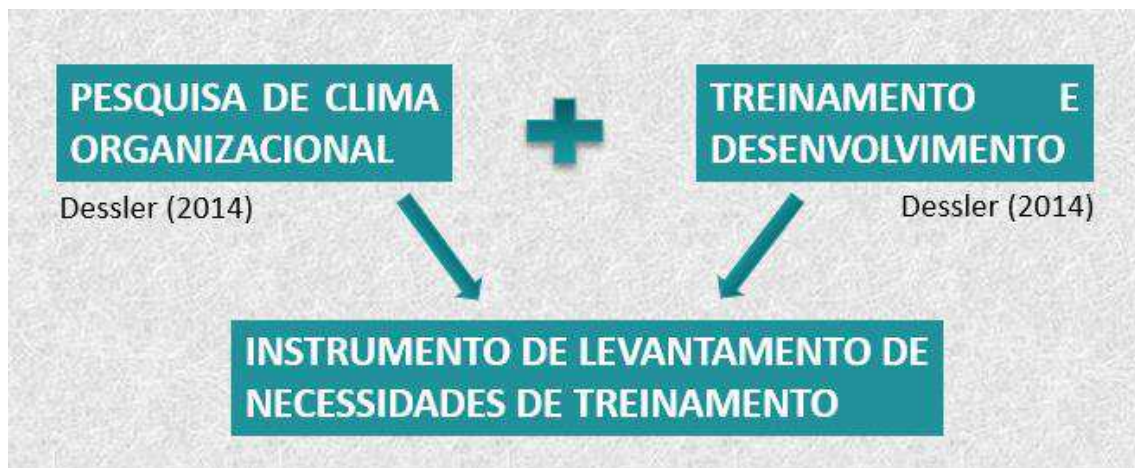 PESQUISA DE CLIMA
ORGANIZACIONAL
Dessler (2014)
TREINAMENTO E
DESENVOLVIMENTO
Dessler (2014)
INSTRUMENTO DE LEVANTAMENTO DE
NECESSIDADES DE TREINAMENTO